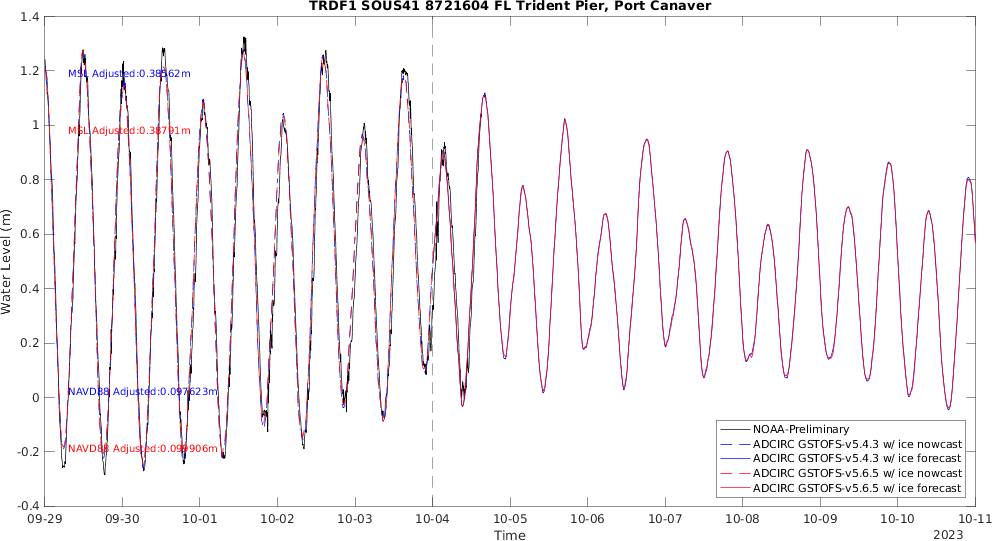 TRDF1 SOUS41 8721604 FL Trident Pier, Port Canaver
Water Level (m)
1.4
1.2
1
0.8
0.6
0.4
0.2
0
-0.2
-0.4
MSL Adjusted:0.38562m
MSL Adjusted:0.38791m
NAVD88 Adjusted:0.097623m
NAVD88 Adjusted:0.099906m
NOAA-Preliminary
ADCIRC GSTOFS-v5.4.3 w/ ice nowcast
ADCIRC GSTOFS-v5.4.3 w/ ice forecast
ADCIRC GSTOFS-v5.6.5 w/ ice nowcast
ADCIRC GSTOFS-v5.6.5 w/ ice forecast
09-29 09-30 10-01 10-02 10-03 10-04 10-05 10-06 10-07 10-08 10-09 10-10 10-11
Time
2023